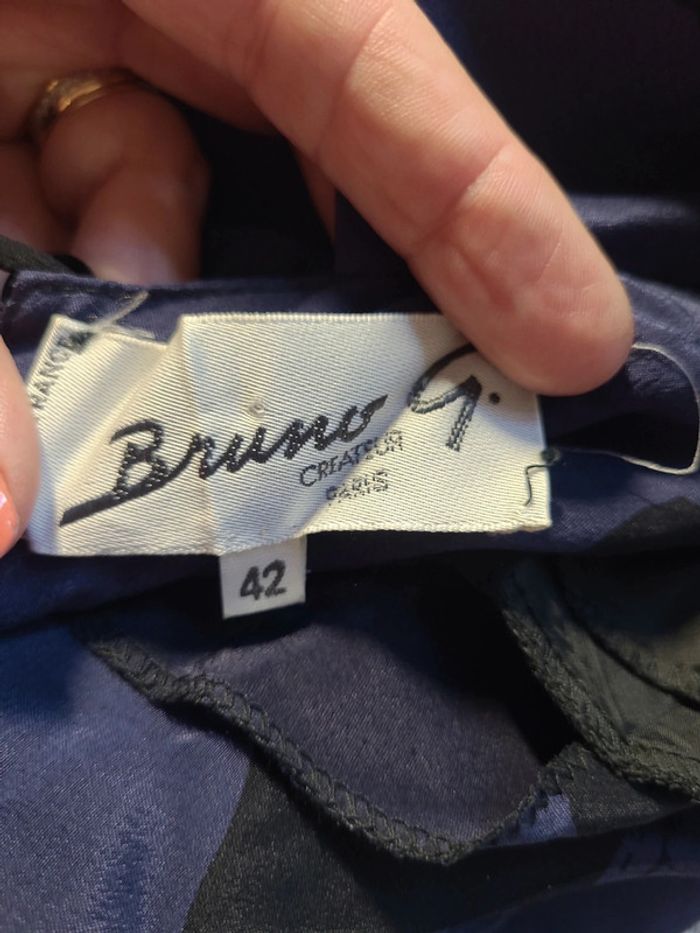 Bruno G.
CREATEUR
PARIS
42